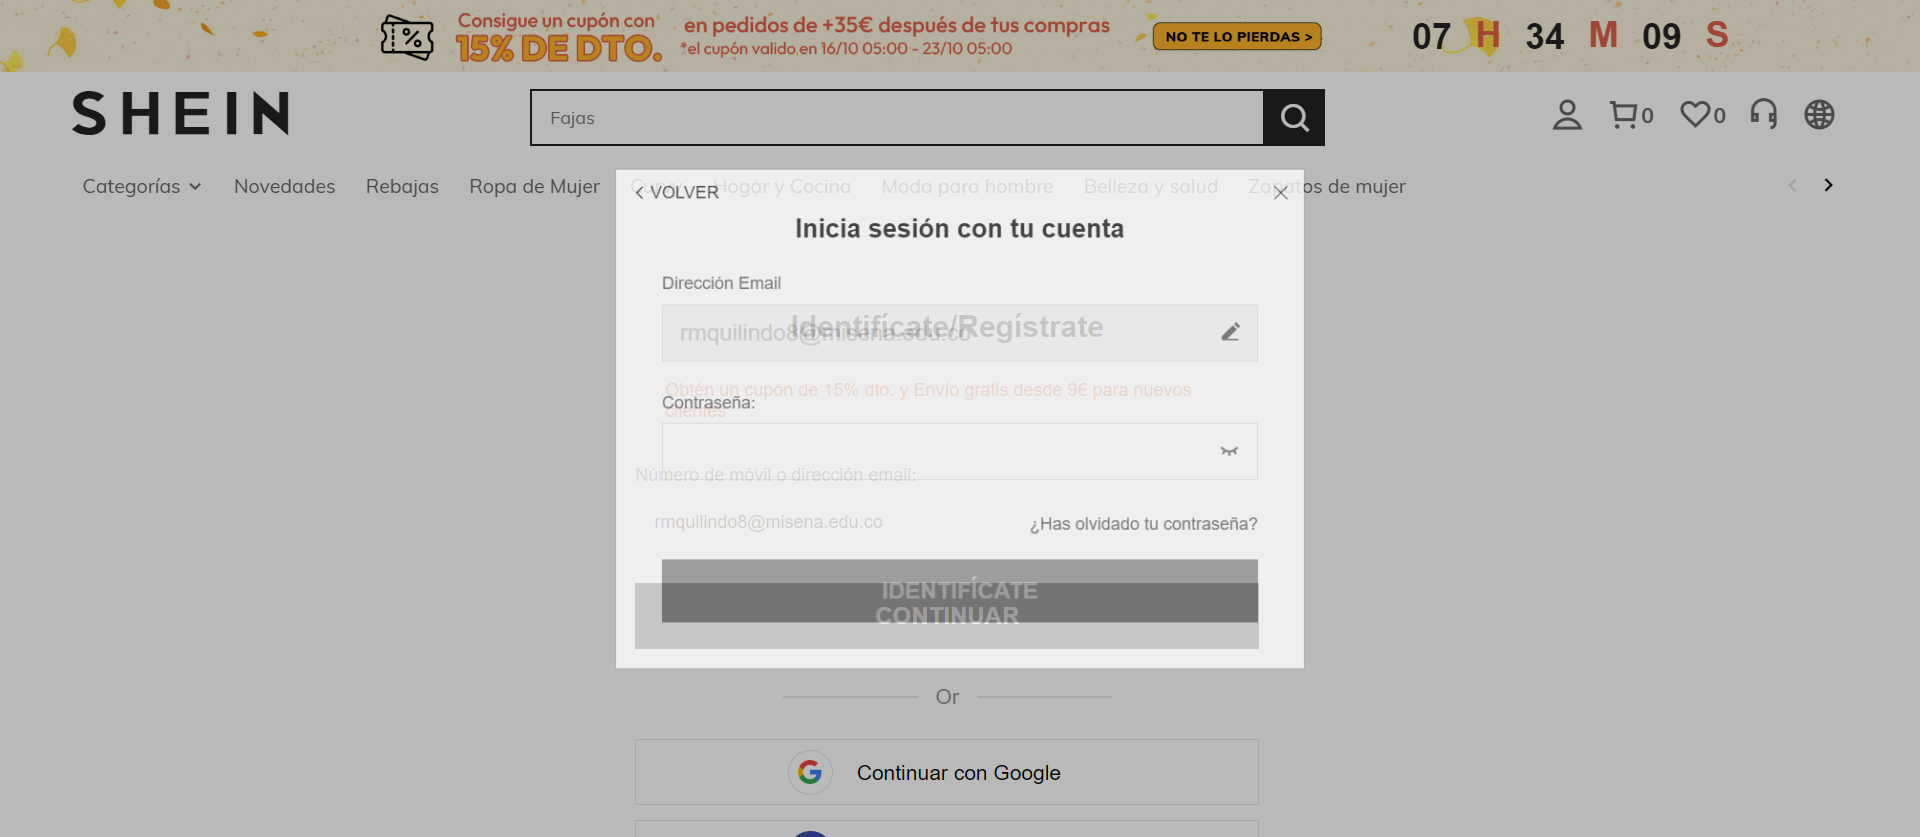 Consigue un cupón con
15% DE DTO.
en pedidos de +35€ después de tus compras
*el cupón valido en 16/10 05:00 - 23/10 05:00
NO TE LO PIERDAS >
07 H 34 M 09 S
SHEIN
Fajas
0
0
Categorías
Novedades
Rebajas
Ropa de Mujer
Hogar y Cocina
Moda para hombre
Belleza y salud
Zapatos de mujer
VOLVER
Inicia sesión con tu cuenta
Dirección Email
rmquilindo8@misena.edu.co
Identifícate/Regístrate
Obtén un cupón de 15% dto. y Envío gratis desde 9€ para nuevos
clientes
Contraseña:
Número de móvil o dirección email:
rmquilindo8@misena.edu.co
¿Has olvidado tu contraseña?
IDENTIFÍCATE
CONTINUAR
Or
Continuar con Google